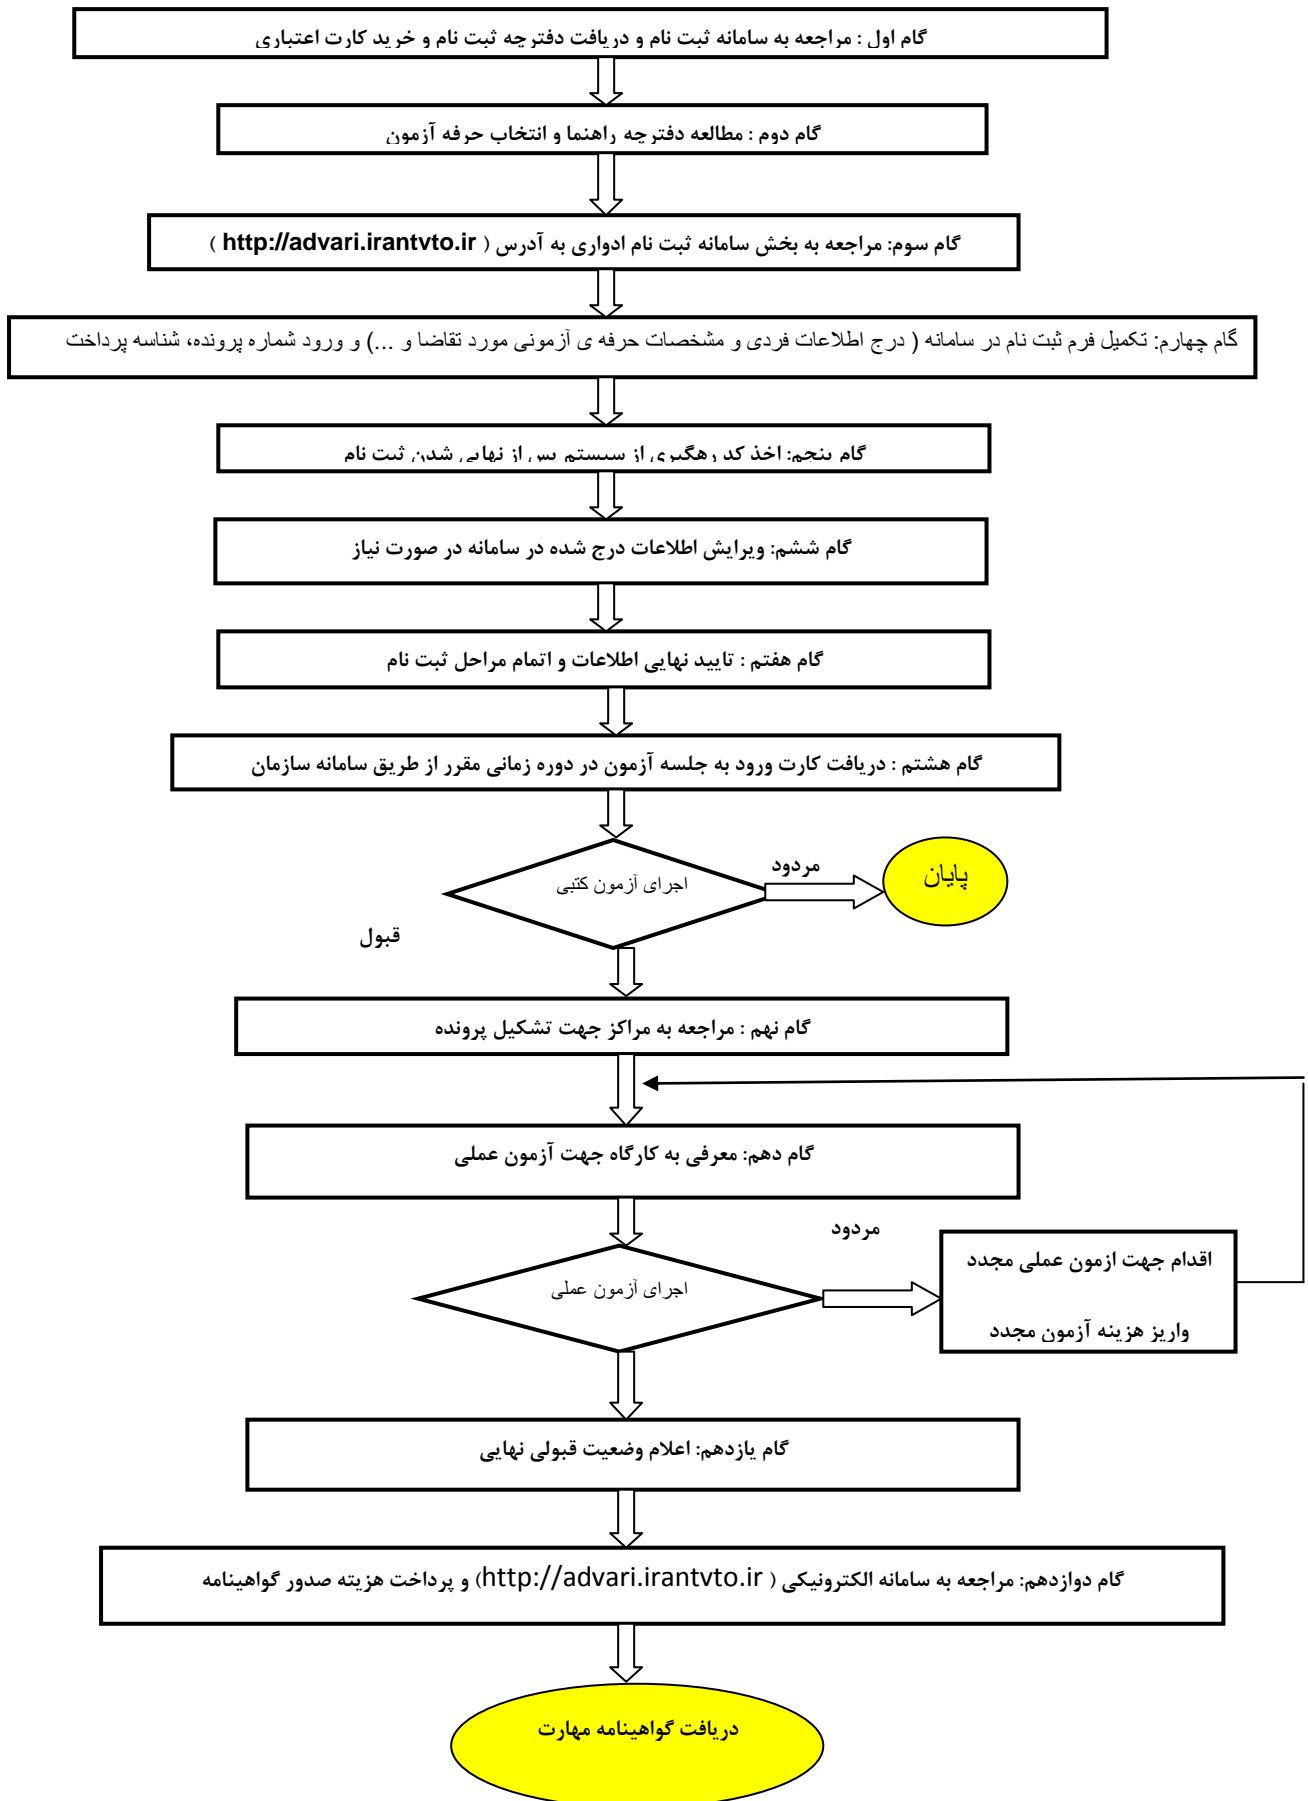 گام اول : مراجعه به سامانه ثبت نام و دریافت دفترچه ثبت نام و خرید کارت اعتباری
گام دوم : مطالعه دفترچه راهنما و انتخاب حرفه آزمون
گام سوم: مراجعه به بخش سامانه ثبت نام ادواری به آدرس ( http://advari.irantvto.ir )
گام چهارم: تکمیل فرم ثبت نام در سامانه ( درج اطلاعات فردی و مشخصات حرفه ی آزمونی مورد تقاضا و ...) و ورود شماره پرونده، شناسه پرداخت
گام پنجم: اخذ کد رهگیری از سیستم پس از نهایی شدن ثبت نام
گام ششم: ویرایش اطلاعات درج شده در سامانه در صورت نیاز
گام هفتم : تایید نهایی اطلاعات و اتمام مراحل ثبت نام
گام هشتم : دریافت کارت ورود به جلسه آزمون در دوره زمانی مقرر از طریق سامانه سازمان
اجرای آزمون کتبی
مردود
پایان
قبول
گام نهم : مراجعه به مراکز جهت تشکیل پرونده
گام دهم: معرفی به کارگاه جهت آزمون عملی
مردود
اجرای آزمون عملی
اقدام جهت ازمون عملی مجدد
واریز هزینه آزمون مجدد
گام یازدهم: اعلام وضعیت قبولی نهایی
گام دوازدهم: مراجعه به سامانه الکترونیکی ( http://advari.irantvto.ir) و پرداخت هزیته صدور گواهینامه
دریافت گواهینامه مهارت